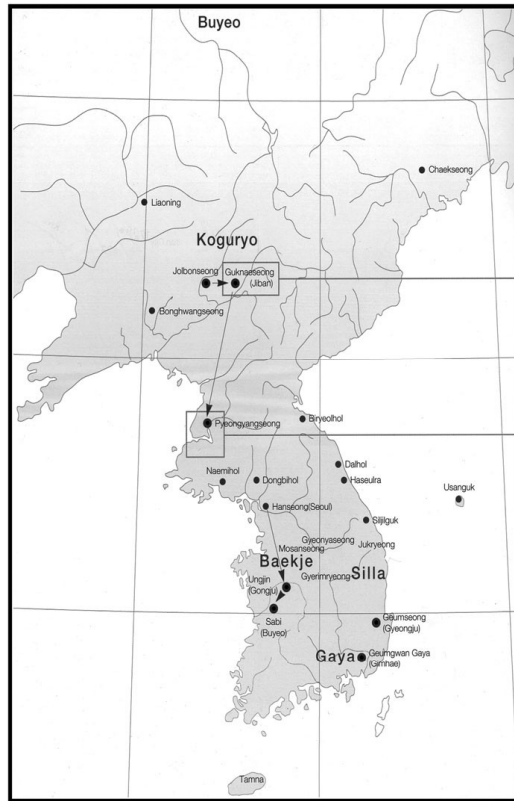 Buyeo
Chaekseong
Liaoning
Koguryo
Jolbonseong
Guknaeseong
(Jiban)
Bonghwangseong
Biryeolhol
Pyeongyangseong
Dalhol
Naemihol
Dongbihol
Haseulra
Usanguk
Hanseong(Seoul)
Siljilguk
Gyeonyaseong
Jukryeong
Mosanseong
Baekje
Silla
Gyerimryeong
Ungjin
(Gongju)
Sabi
(Buyeo)
Geumseong
(Gyeongju)
Gaya
Geumgwan Gaya
(Gimhae)
Tamna